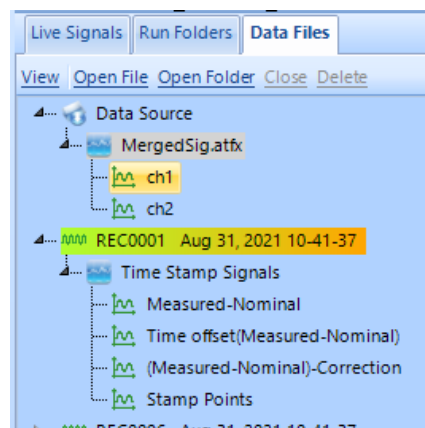 Live Signals Run Folders Data Files
View Open File Open Folder Close Delete
Data Source
MergedSig.atfx
ch1
ch2
REC0001 Aug 31, 2021 10-41-37
Time Stamp Signals
Measured-Nominal
Time offset(Measured-Nominal)
(Measured-Nominal)-Correction
Stamp Points